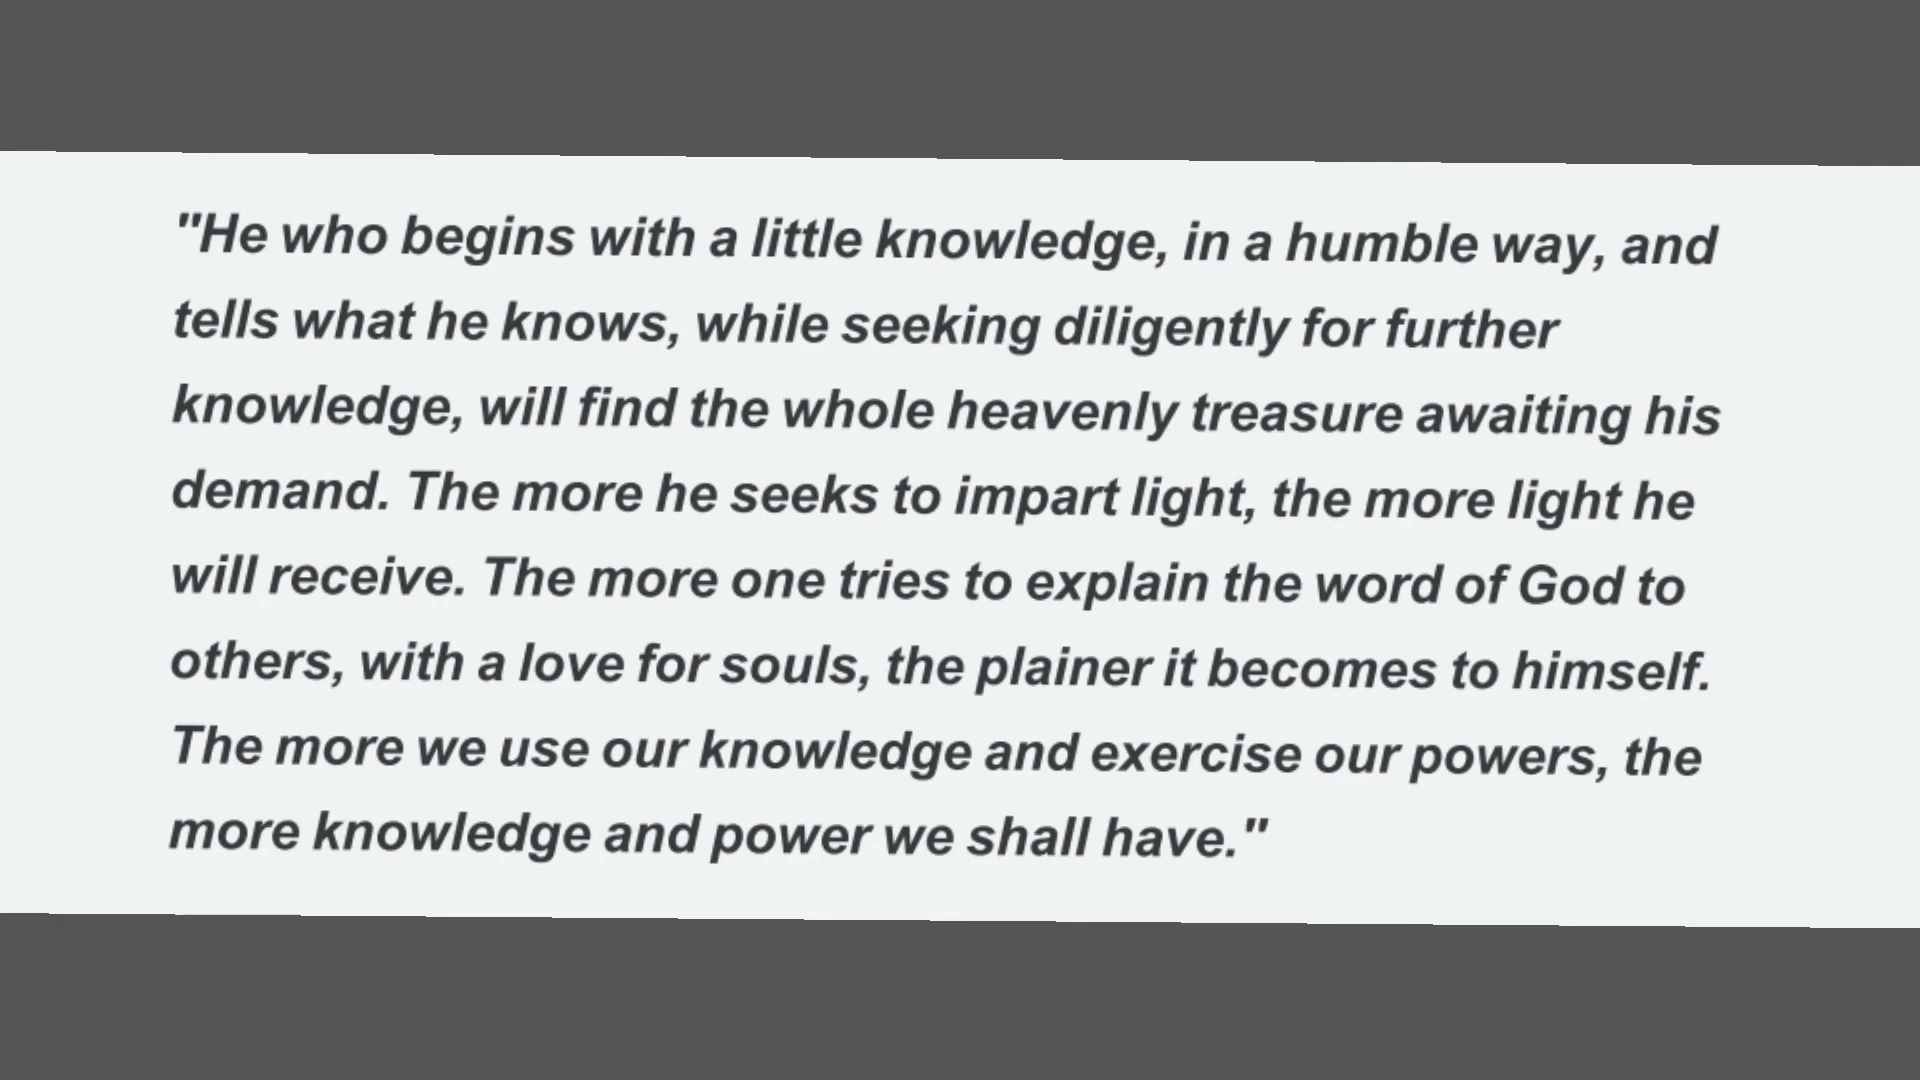 "He who begins with a little knowledge, in a humble way, and
tells what he knows, while seeking diligently for further
knowledge, will find the whole heavenly treasure awaiting his
demand. The more he seeks to impart light, the more light he
will receive. The more one tries to explain the word of God to
others, with a love for souls, the plainer it becomes to himself.
The more we use our knowledge and exercise our powers, the
more knowledge and power we shall have."